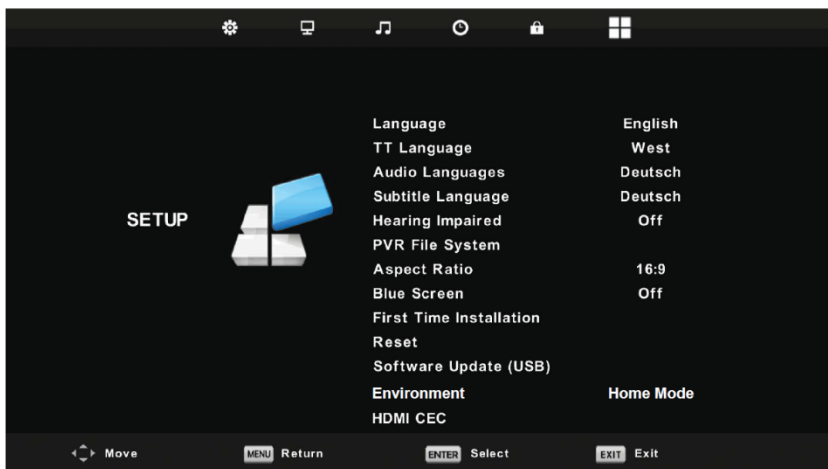 SETUP
Language English
TT Language West
Audio Languages Deutsch
Subtitle Language Deutsch
Hearing Impaired Off
PVR File System
Aspect Ratio 16:9
Blue Screen Off
First Time Installation
Reset
Software Update (USB)
Environment Home Mode
HDMI CEC
Move MENU Return ENTER Select EXIT Exit